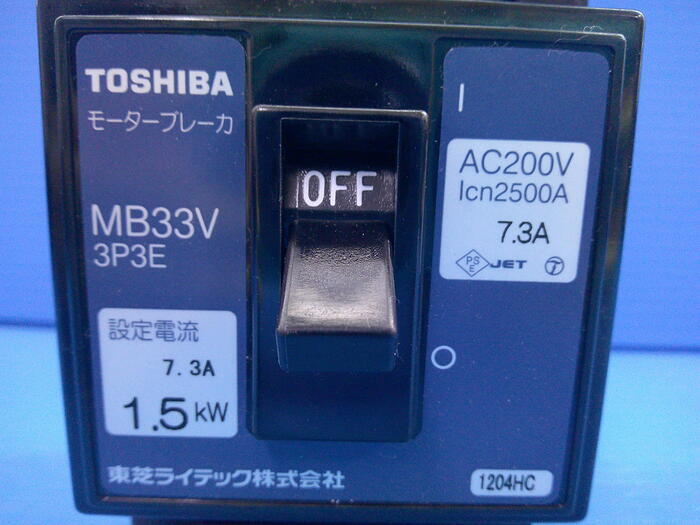 TOSHIBA
モーターブレーカ
MB33V
3P3E
設定電流
7.3A
1.5kW
OFF
I
AC200V
Icn2500A
7.3A
PSE JET T
O
東芝ライテック株式会社
1204HC